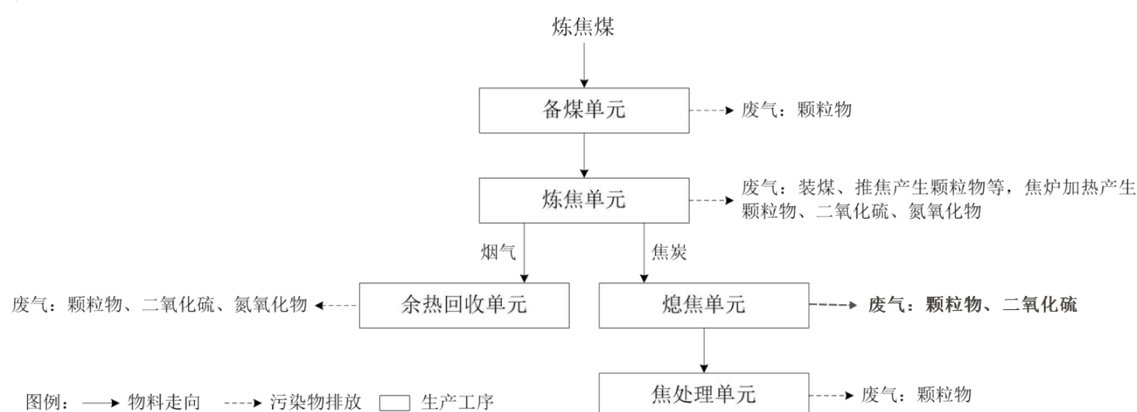 炼焦煤
备煤单元
废气：颗粒物
炼焦单元
废气：装煤、推焦产生颗粒物等，焦炉加热产生
颗粒物、二氧化硫、氮氧化物
烟气
焦炭
废气：颗粒物、二氧化硫、氮氧化物
余热回收单元
熄焦单元
废气：颗粒物、二氧化硫
焦处理单元
废气：颗粒物
图例：
物料走向
污染物排放
生产工序